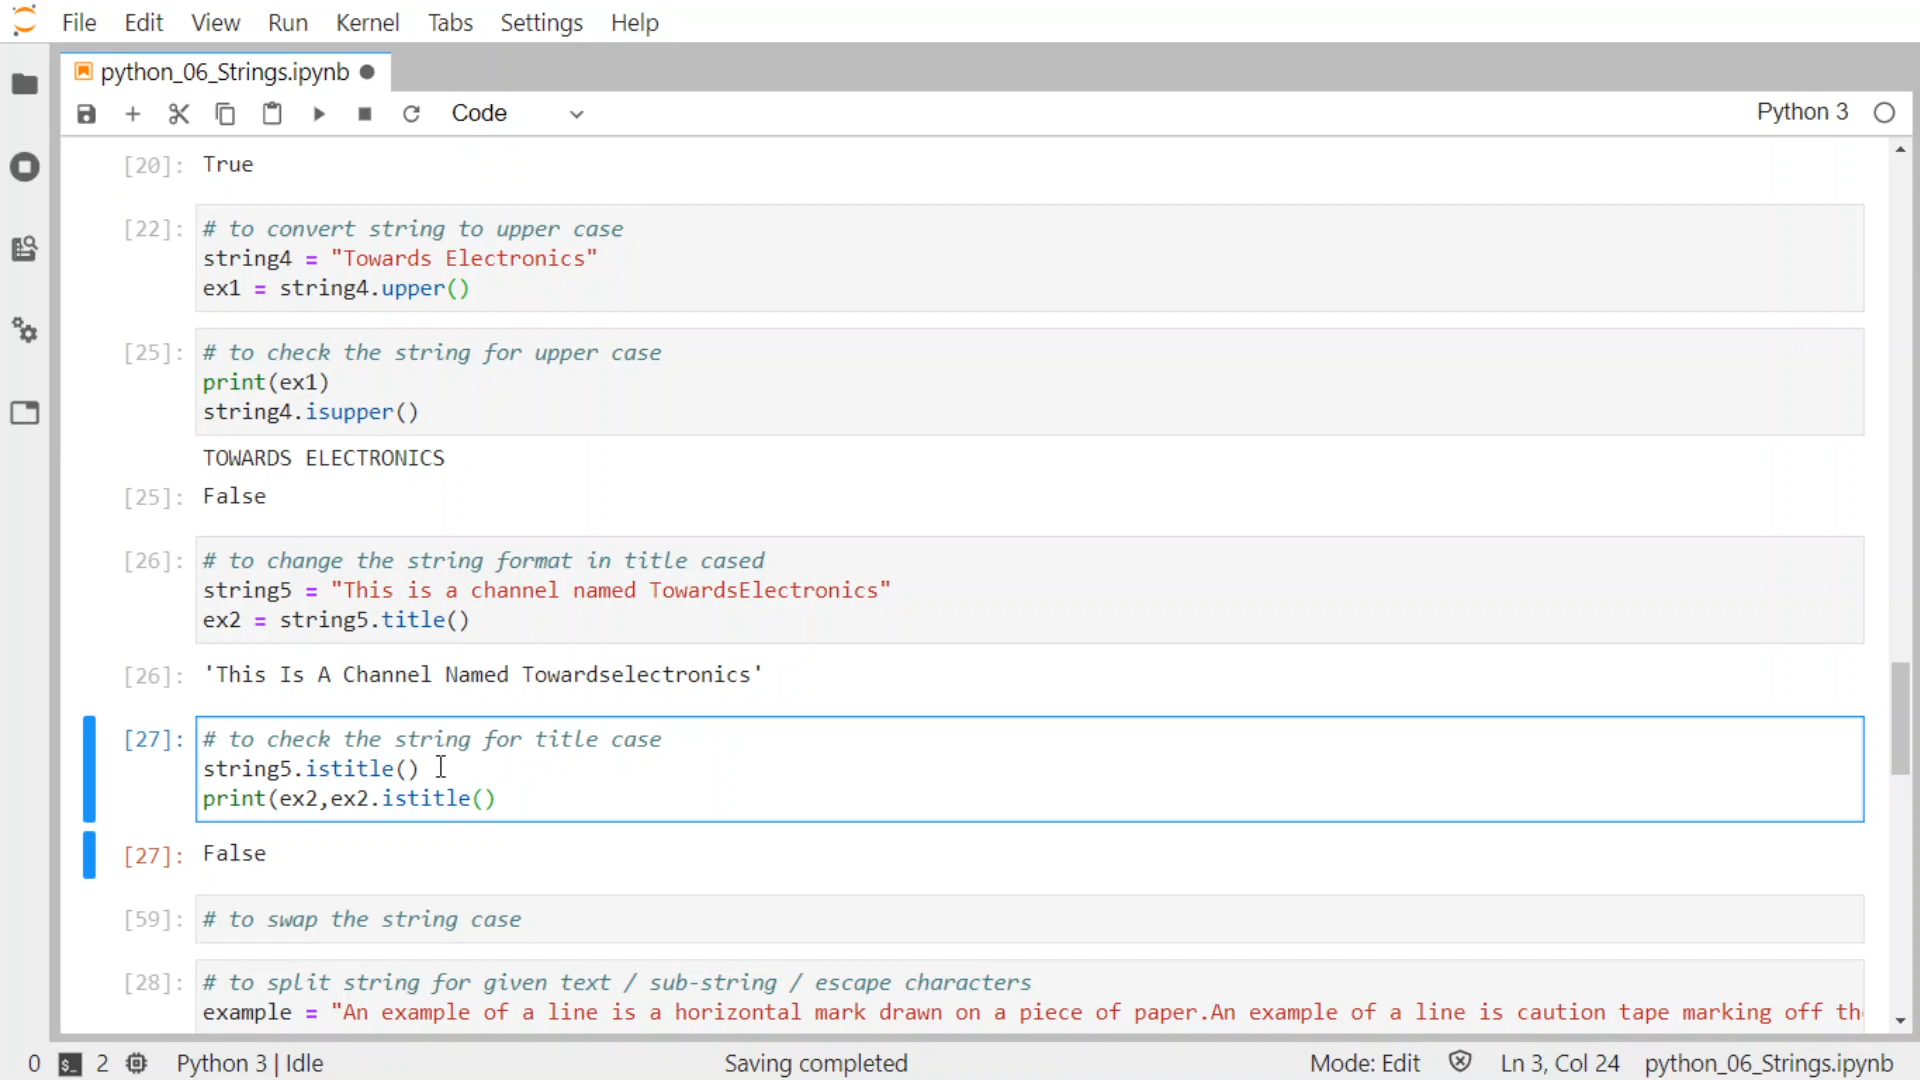 File Edit View Run Kernel Tabs Settings Help
python_06_Strings.ipynb
Code
Python 3
[20]: True
[22]: # to convert string to upper case
string4 = "Towards Electronics"
ex1 = string4.upper()
[25]: # to check the string for upper case
print(ex1)
string4.isupper()
TOWARDS ELECTRONICS
[25]: False
[26]: # to change the string format in title cased
string5 = "This is a channel named TowardsElectronics"
ex2 = string5.title()
[26]: 'This Is A Channel Named Towardselectronics'
[27]: # to check the string for title case
string5.istitle()
print(ex2,ex2.istitle()
[27]: False
[59]: # to swap the string case
[28]: # to split string for given text / sub-string / escape characters
example = "An example of a line is a horizontal mark drawn on a piece of paper.An example of a line is caution tape marking off th
0 $_ 2 Python 3 | Idle Saving completed Mode: Edit Ln 3, Col 24 python_06_Strings.ipynb